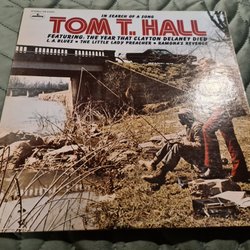 IN SEARCH OF A SONG
TOM T. HALL
FEATURING: THE YEAR THAT CLAYTON DELANEY DIED
L.A. BLUES • THE LITTLE LADY PREACHER • RAMONA'S REVENGE